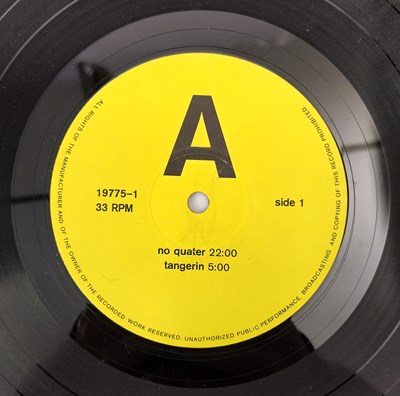 A
19775-1
33 RPM
side 1
no quater 22:00
tangerin 5:00
ALL RIGHTS OF THE MANUFACTURER AND OF THE OWNER OF THE RECORDED WORK RESERVED. UNAUTHORIZED PUBLIC PERFORMANCE, BROADCASTING AND COPYING OF THIS RECORD PROHIBITED.